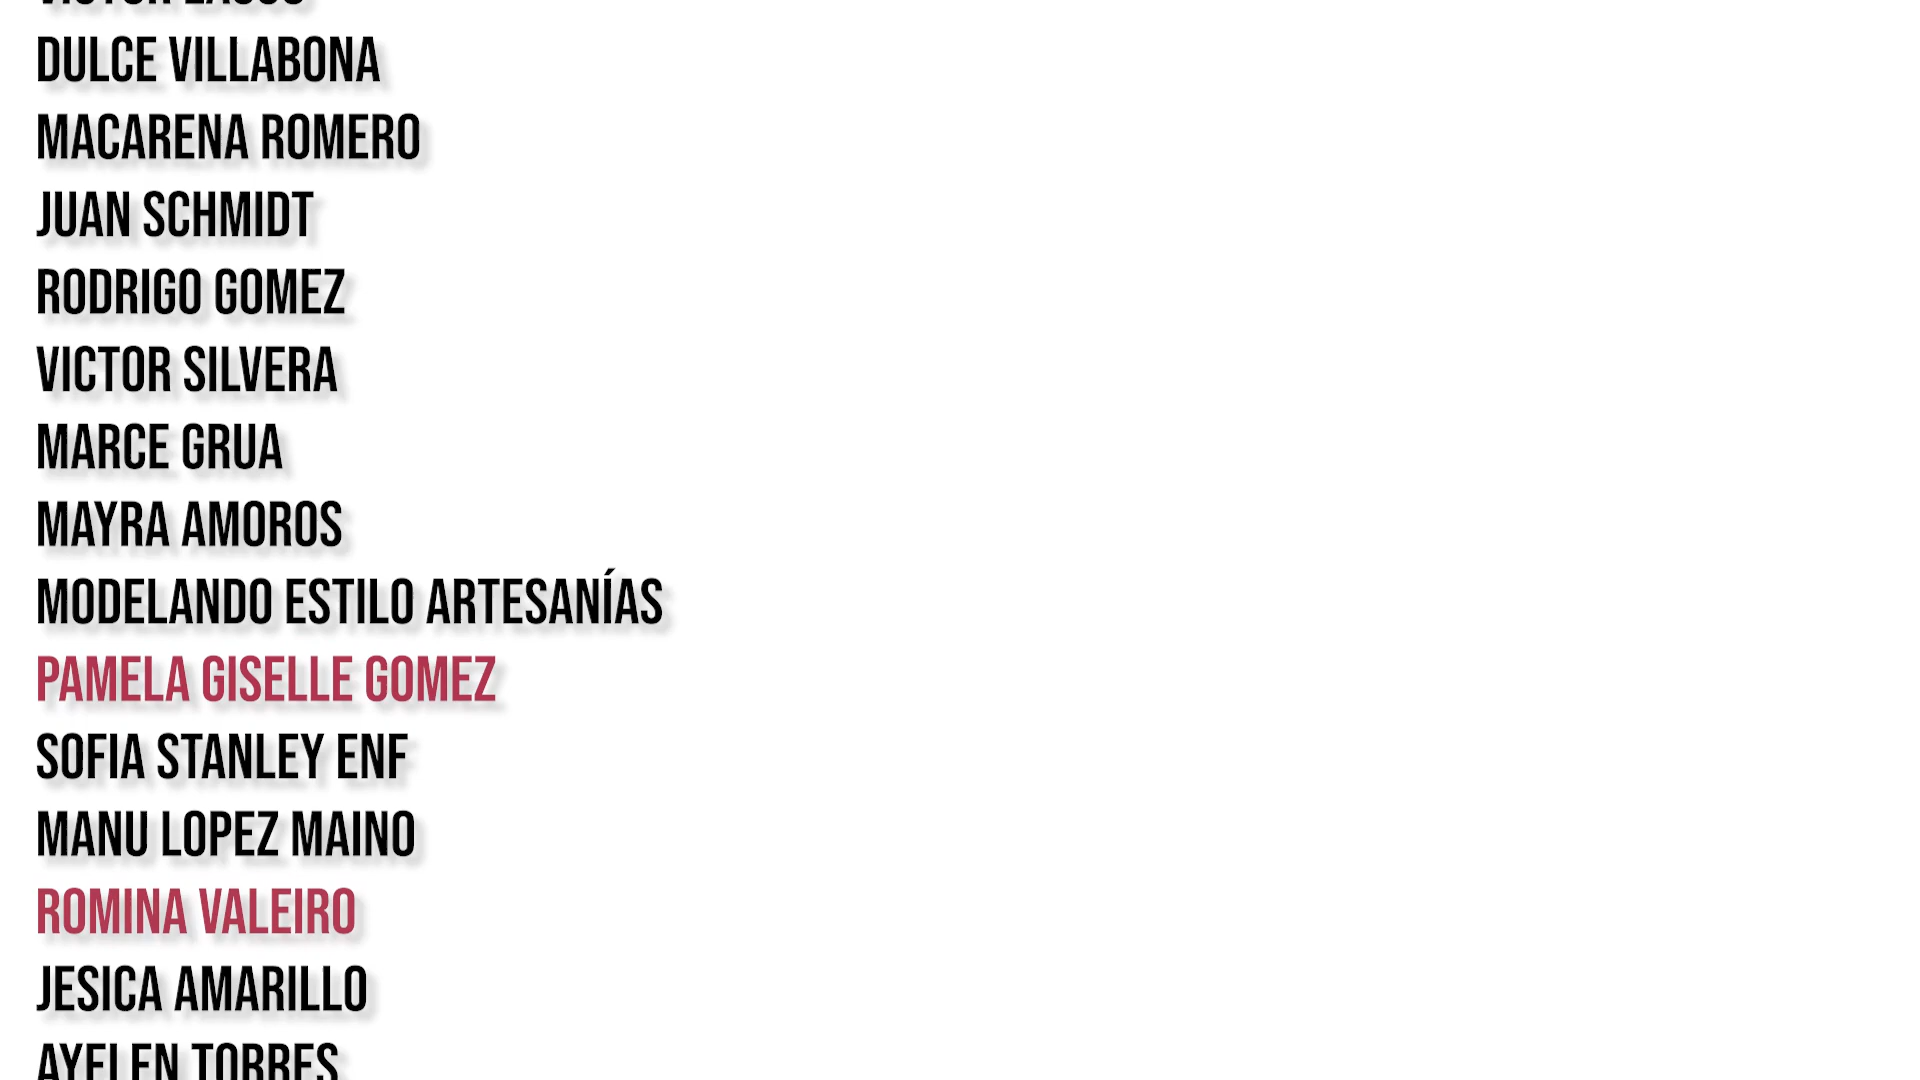 DULCE VILLABONA
MACARENA ROMERO
JUAN SCHMIDT
RODRIGO GOMEZ
VICTOR SILVERA
MARCE GRUA
MAYRA AMOROS
MODELANDO ESTILO ARTESANÍAS
PAMELA GISELLE GOMEZ
SOFIA STANLEY ENF
MANU LOPEZ MAINO
ROMINA VALEIRO
JESICA AMARILLO
AYELEN TORRES